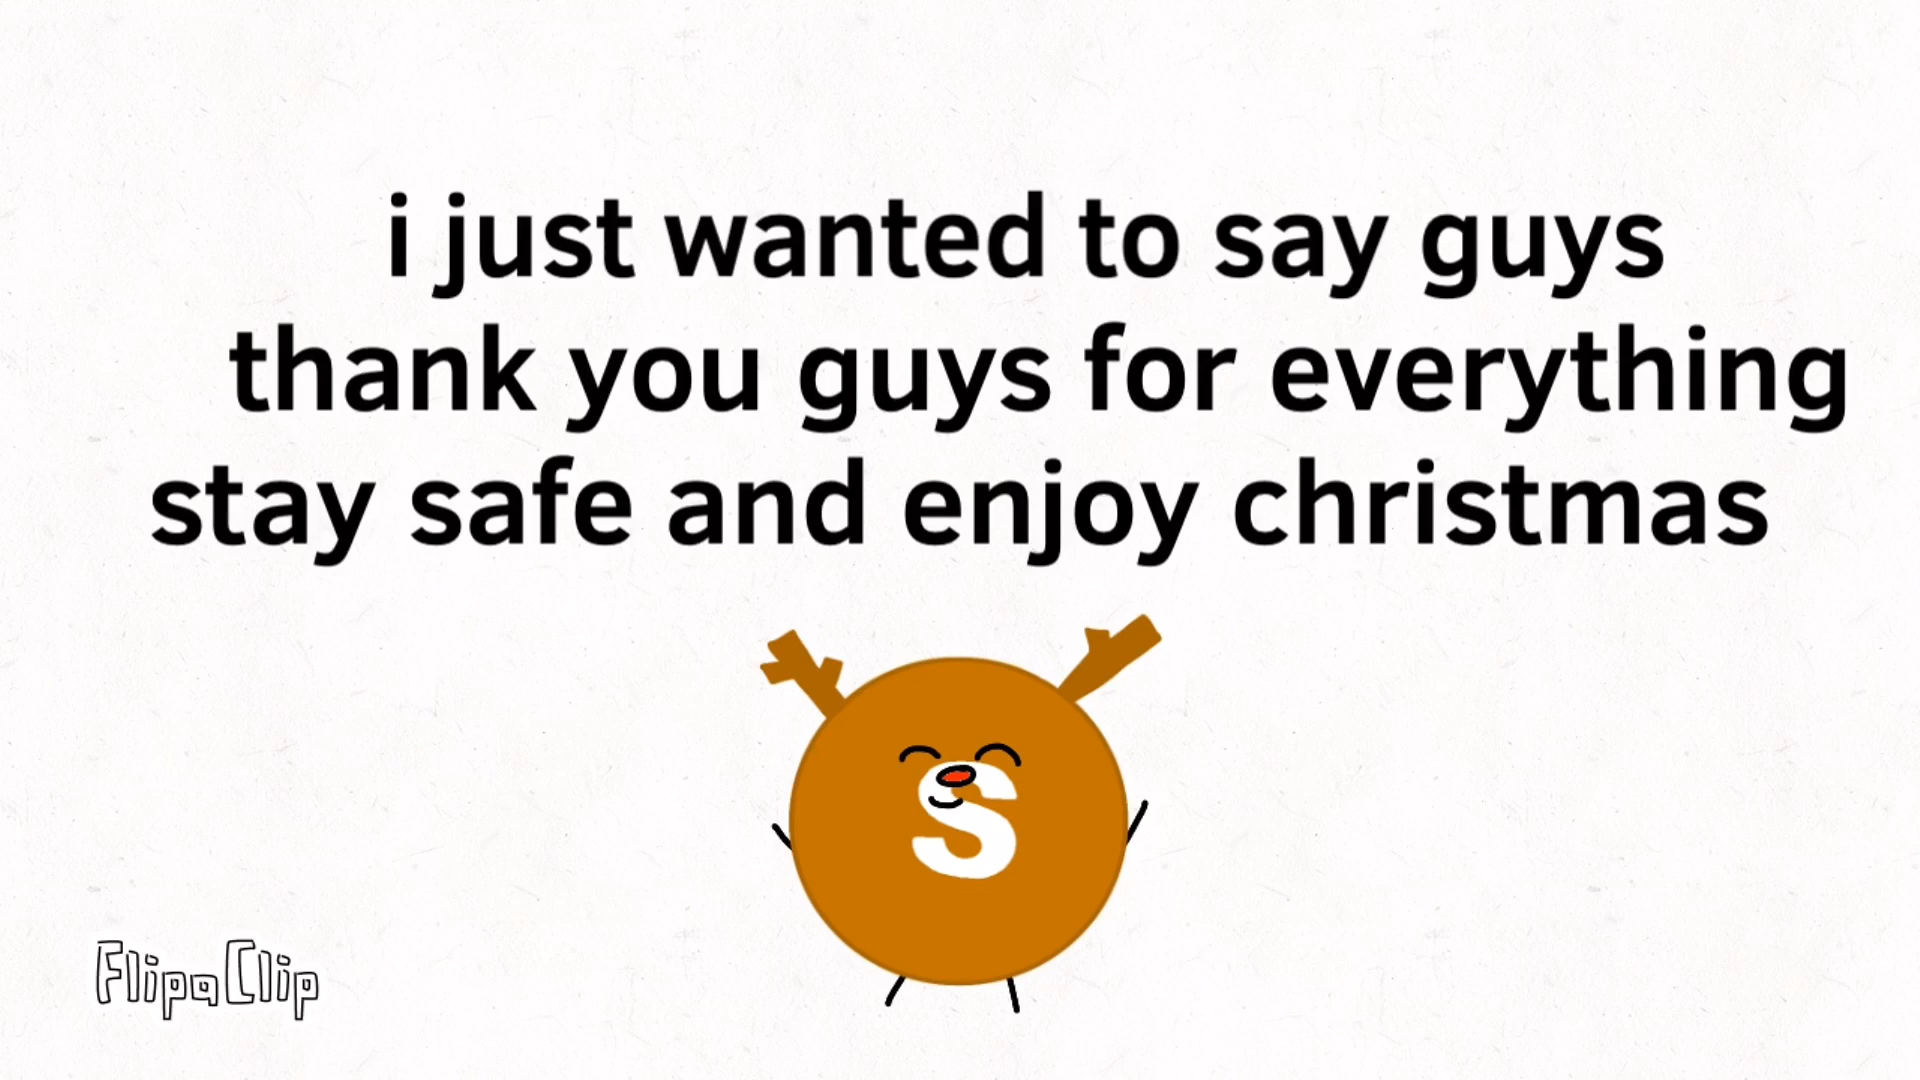 i just wanted to say guys
thank you guys for everything
stay safe and enjoy christmas
S
FlipaClip